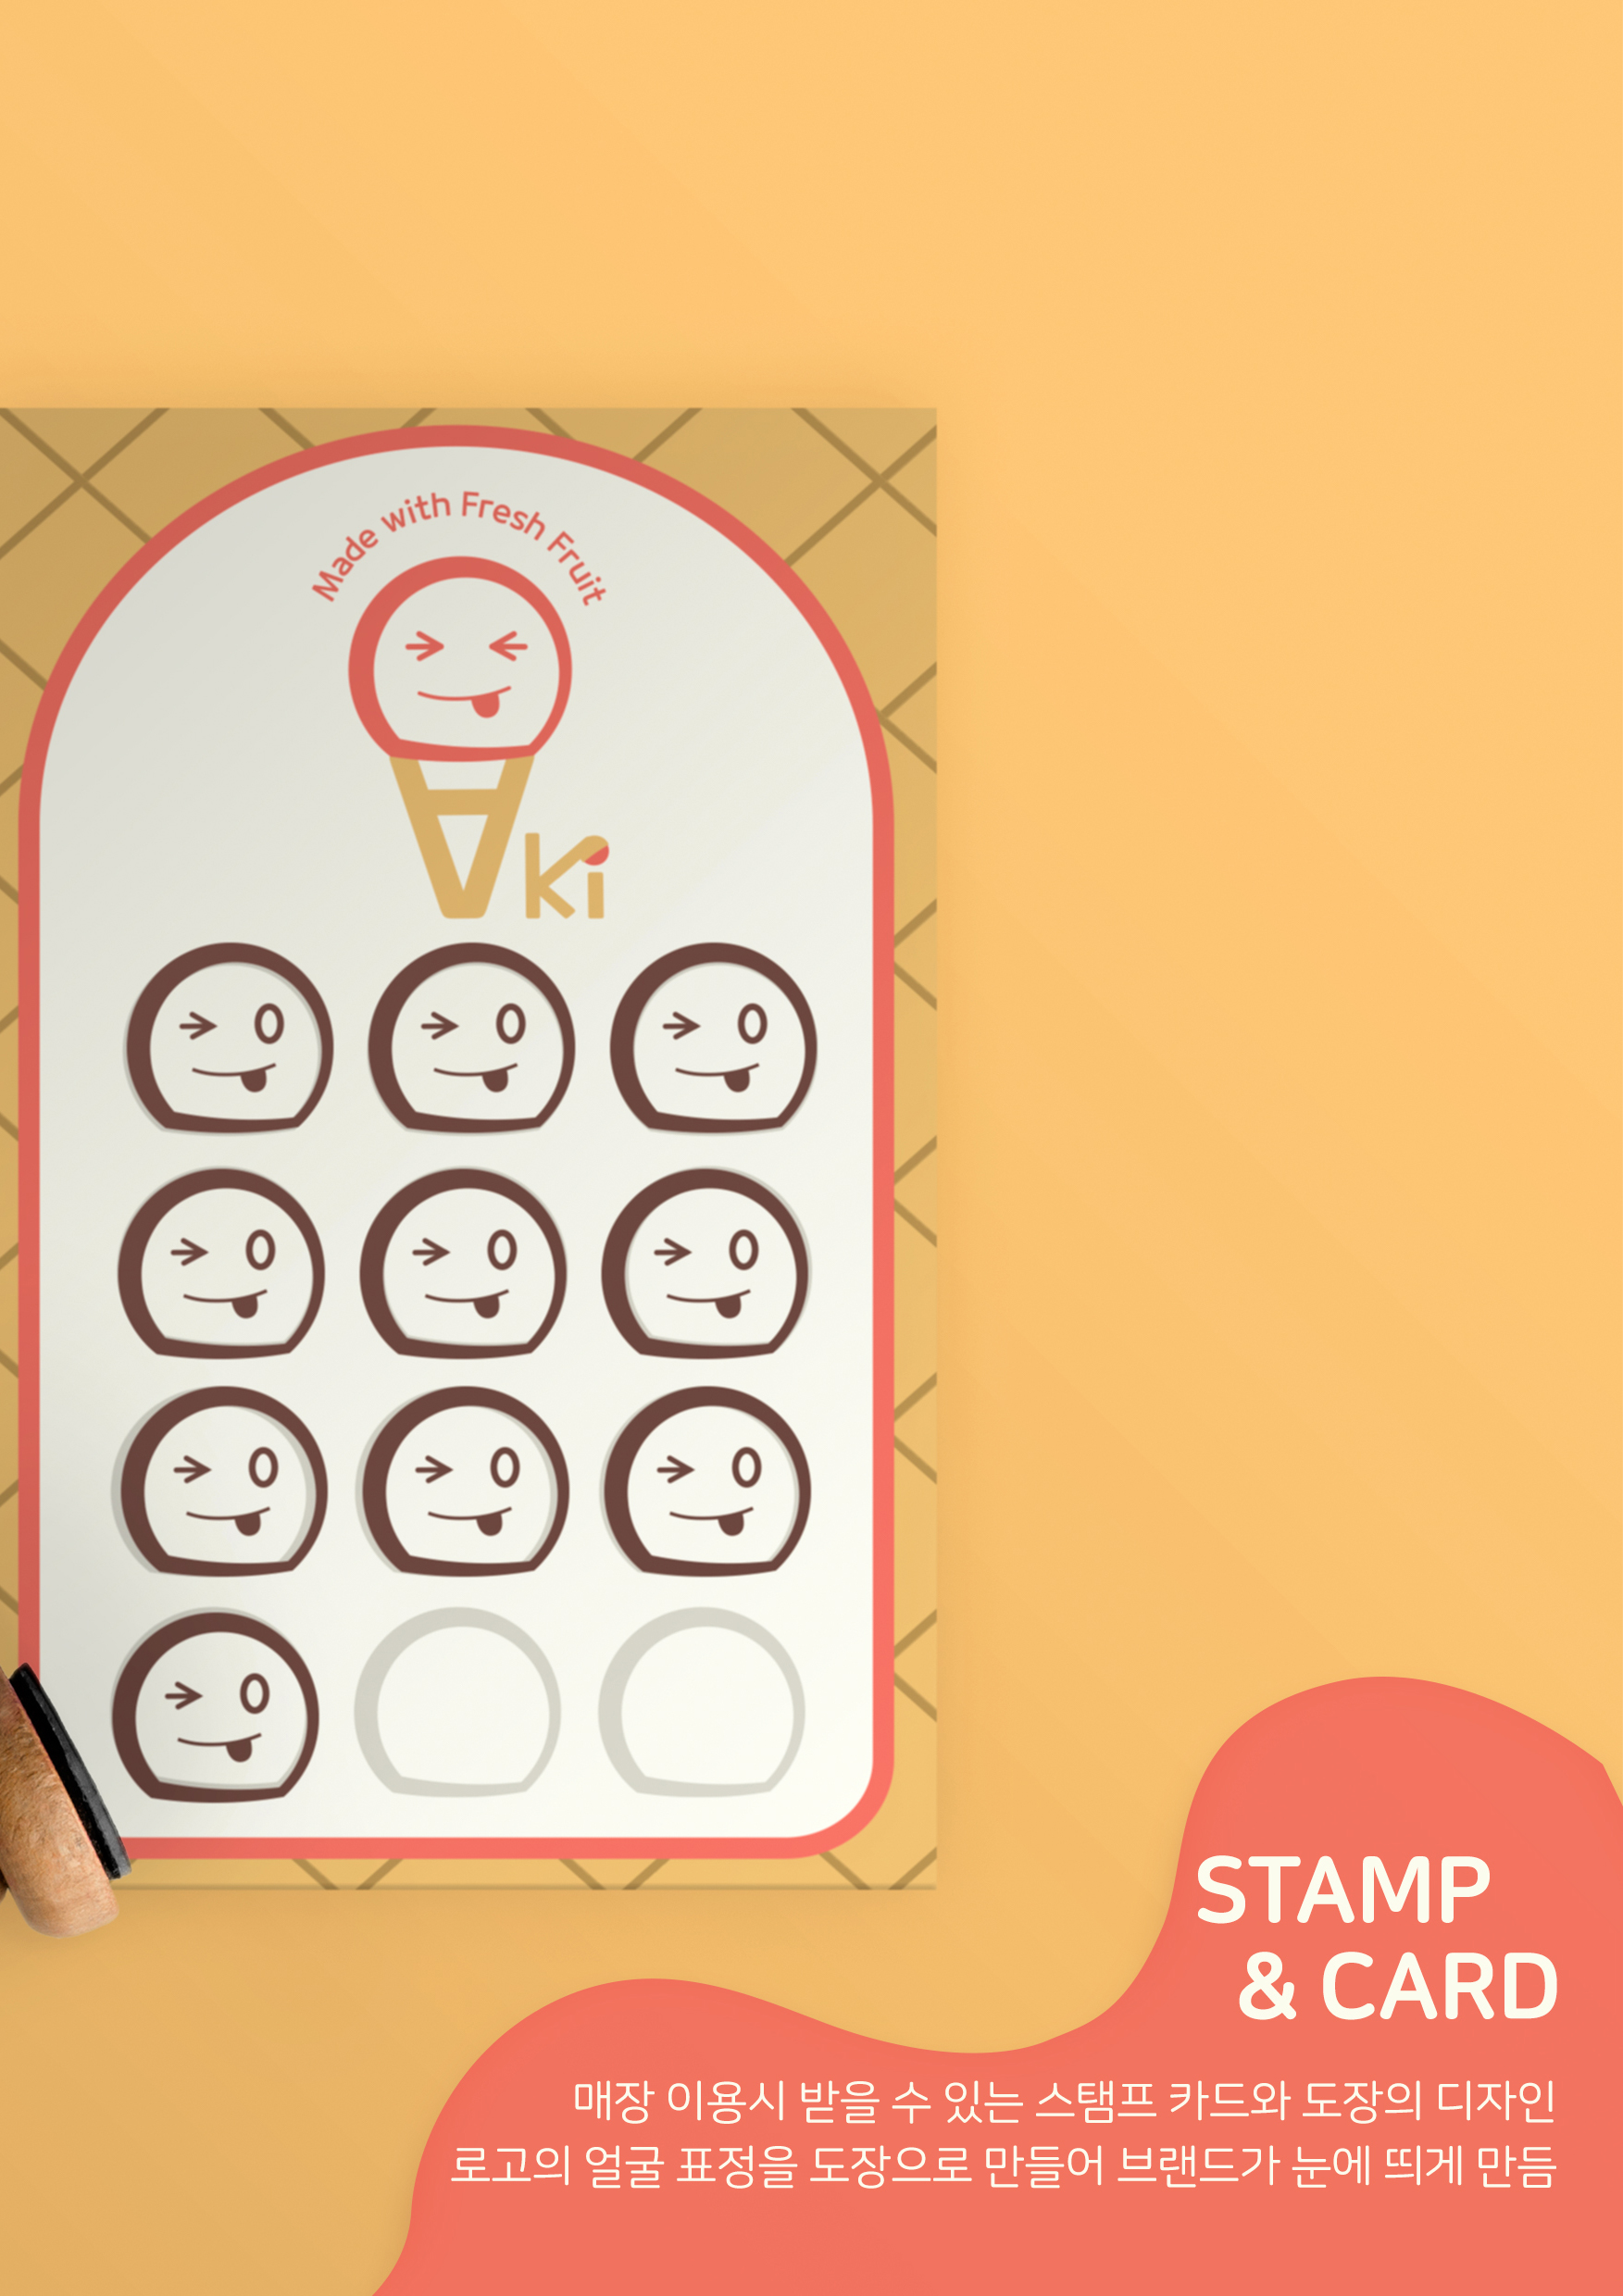 Made with Fresh Fruit
Aki
STAMP
& CARD
매장 이용시 받을 수 있는 스탬프 카드와 도장의 디자인
로고의 얼굴 표정을 도장으로 만들어 브랜드가 눈에 띄게 만듬